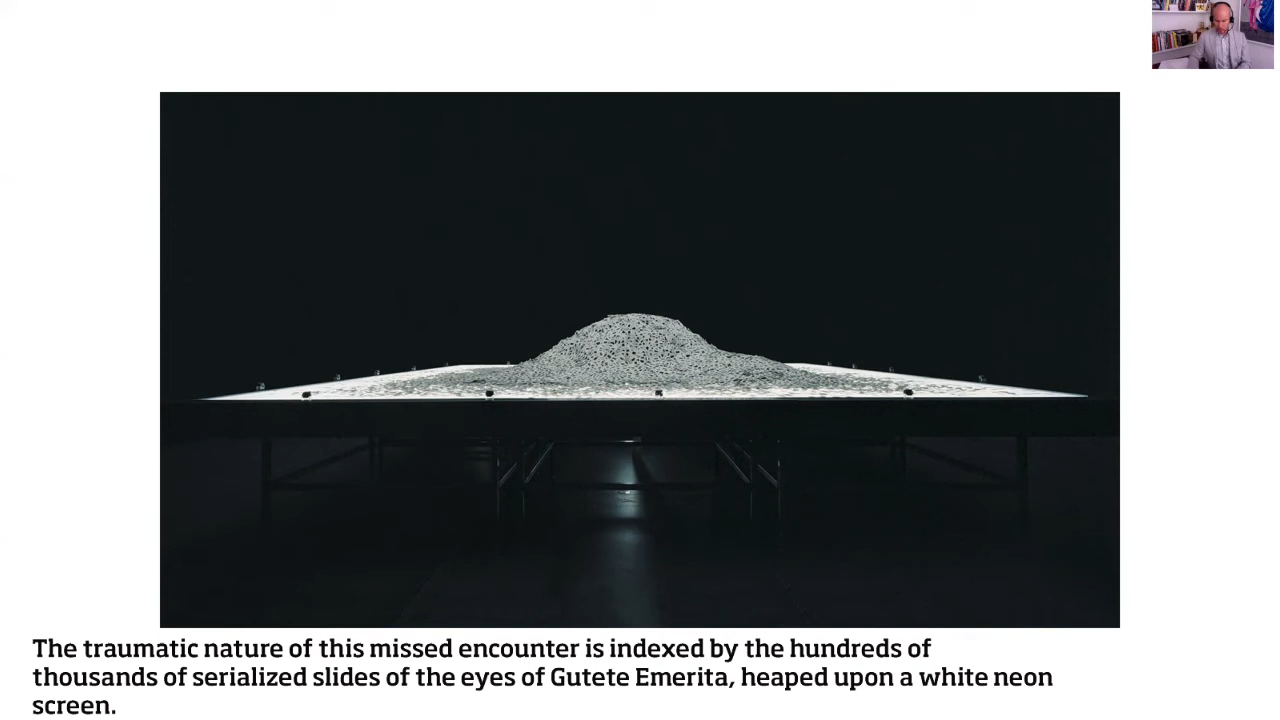 The traumatic nature of this missed encounter is indexed by the hundreds of
thousands of serialized slides of the eyes of Gutete Emerita, heaped upon a white neon
screen.